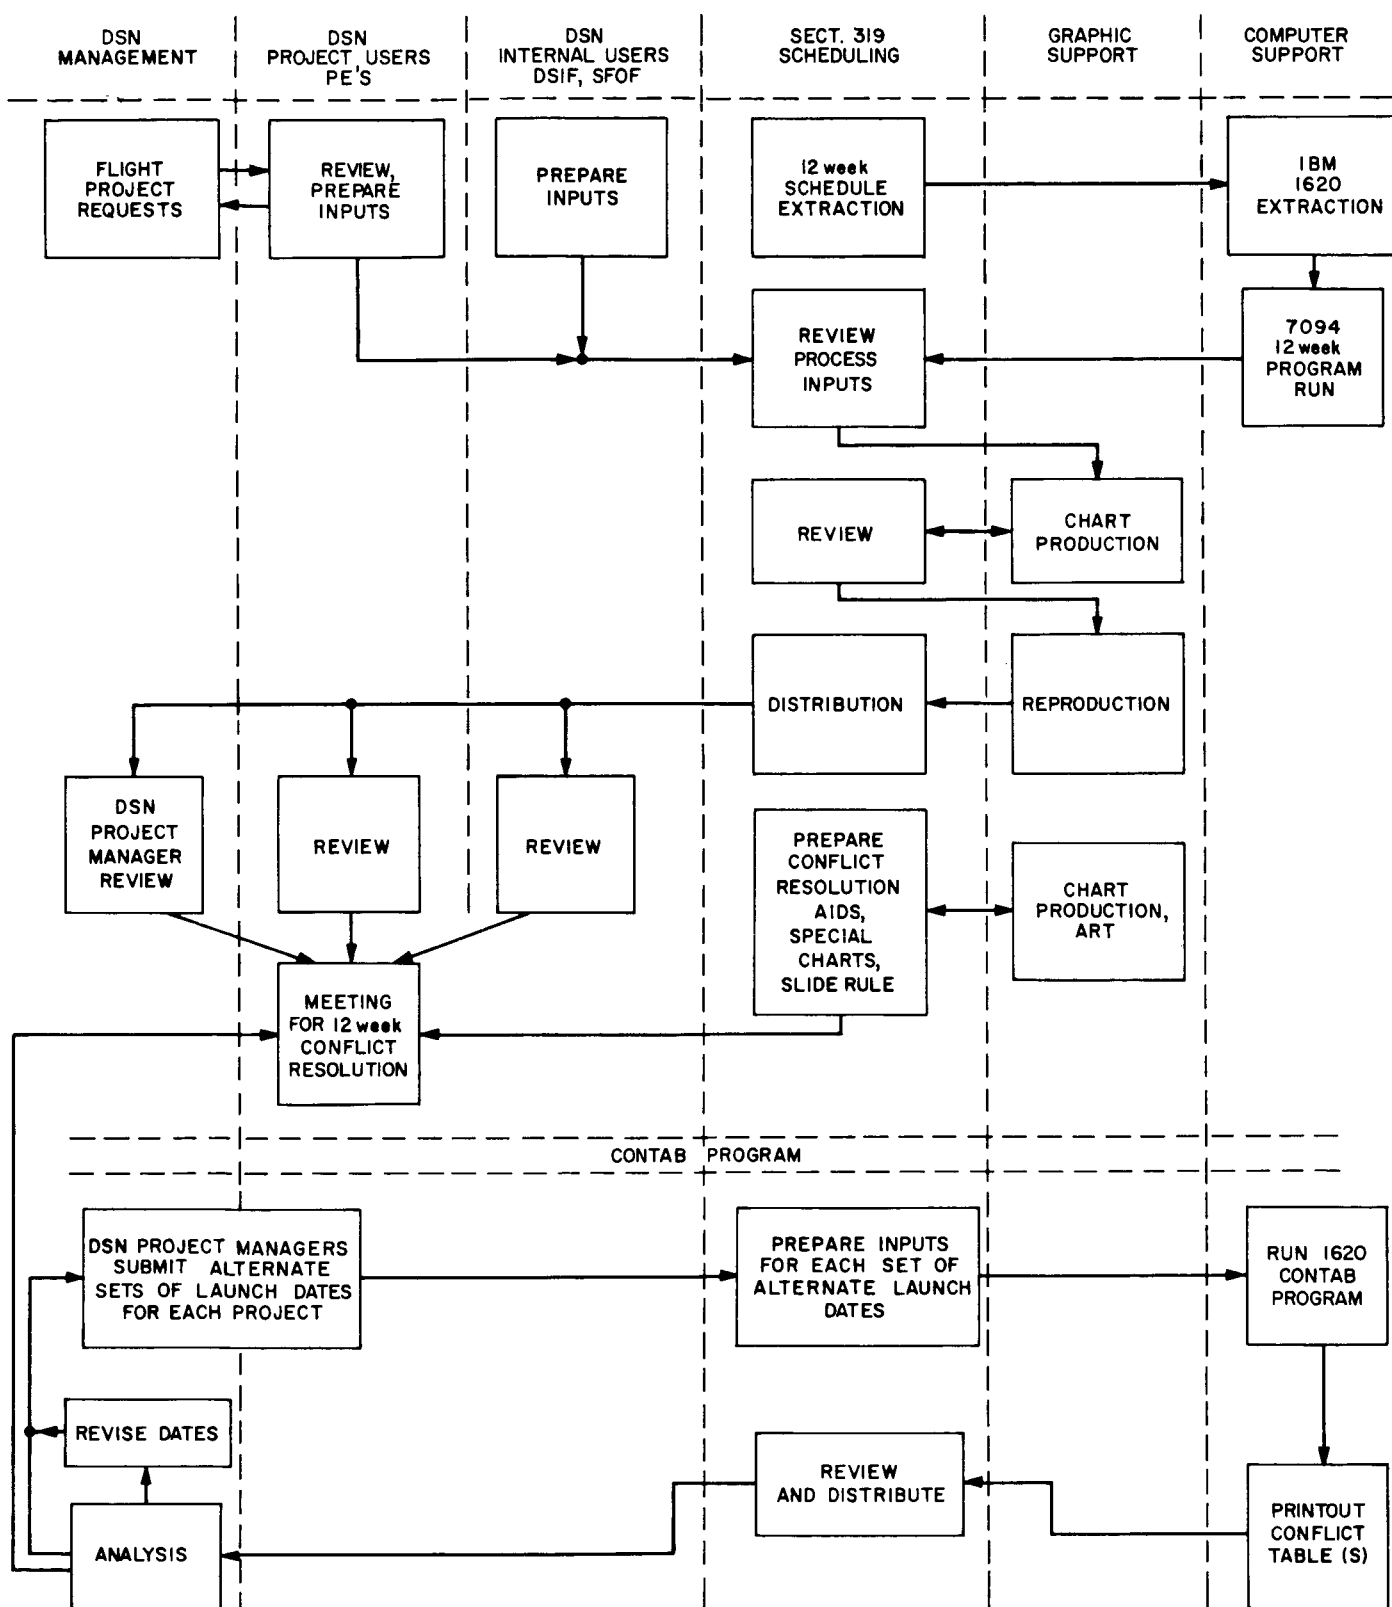 DSN
MANAGEMENT
DSN
PROJECT, USERS
PE'S
DSN
INTERNAL USERS
DSIF, SFOF
SECT. 319
SCHEDULING
GRAPHIC
SUPPORT
COMPUTER
SUPPORT
FLIGHT
PROJECT
REQUESTS
REVIEW,
PREPARE
INPUTS
PREPARE
INPUTS
12 week
SCHEDULE
EXTRACTION
IBM
1620
EXTRACTION
REVIEW
PROCESS
INPUTS
7094
12 week
PROGRAM
RUN
REVIEW
CHART
PRODUCTION
DISTRIBUTION
REPRODUCTION
DSN
PROJECT
MANAGER
REVIEW
REVIEW
REVIEW
PREPARE
CONFLICT
RESOLUTION
AIDS,
SPECIAL
CHARTS,
SLIDE RULE
CHART
PRODUCTION,
ART
MEETING
FOR 12 week
CONFLICT
RESOLUTION
CONTAB PROGRAM
DSN PROJECT MANAGERS
SUBMIT ALTERNATE
SETS OF LAUNCH DATES
FOR EACH PROJECT
PREPARE INPUTS
FOR EACH SET OF
ALTERNATE LAUNCH
DATES
RUN 1620
CONTAB
PROGRAM
REVISE DATES
REVIEW
AND DISTRIBUTE
PRINTOUT
CONFLICT
TABLE (S)
ANALYSIS